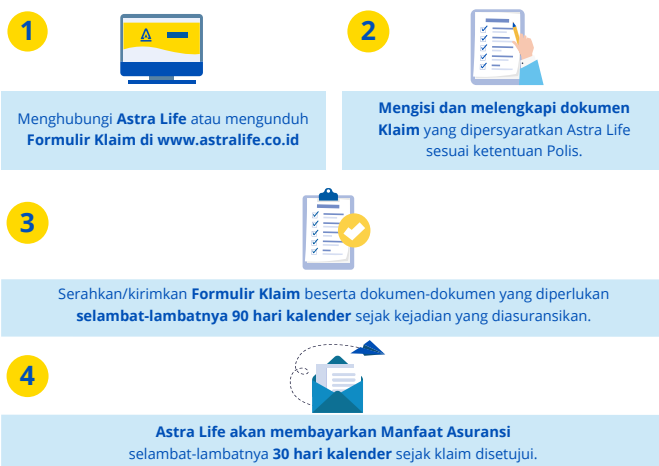 1
Menghubungi Astra Life atau mengunduh
Formulir Klaim di www.astralife.co.id
2
Mengisi dan melengkapi dokumen
Klaim yang dipersyaratkan Astra Life
sesuai ketentuan Polis.
3
Serahkan/kirimkan Formulir Klaim beserta dokumen-dokumen yang diperlukan
selambat-lambatnya 90 hari kalender sejak kejadian yang diasuransikan.
4
Astra Life akan membayarkan Manfaat Asuransi
selambat-lambatnya 30 hari kalender sejak klaim disetujui.